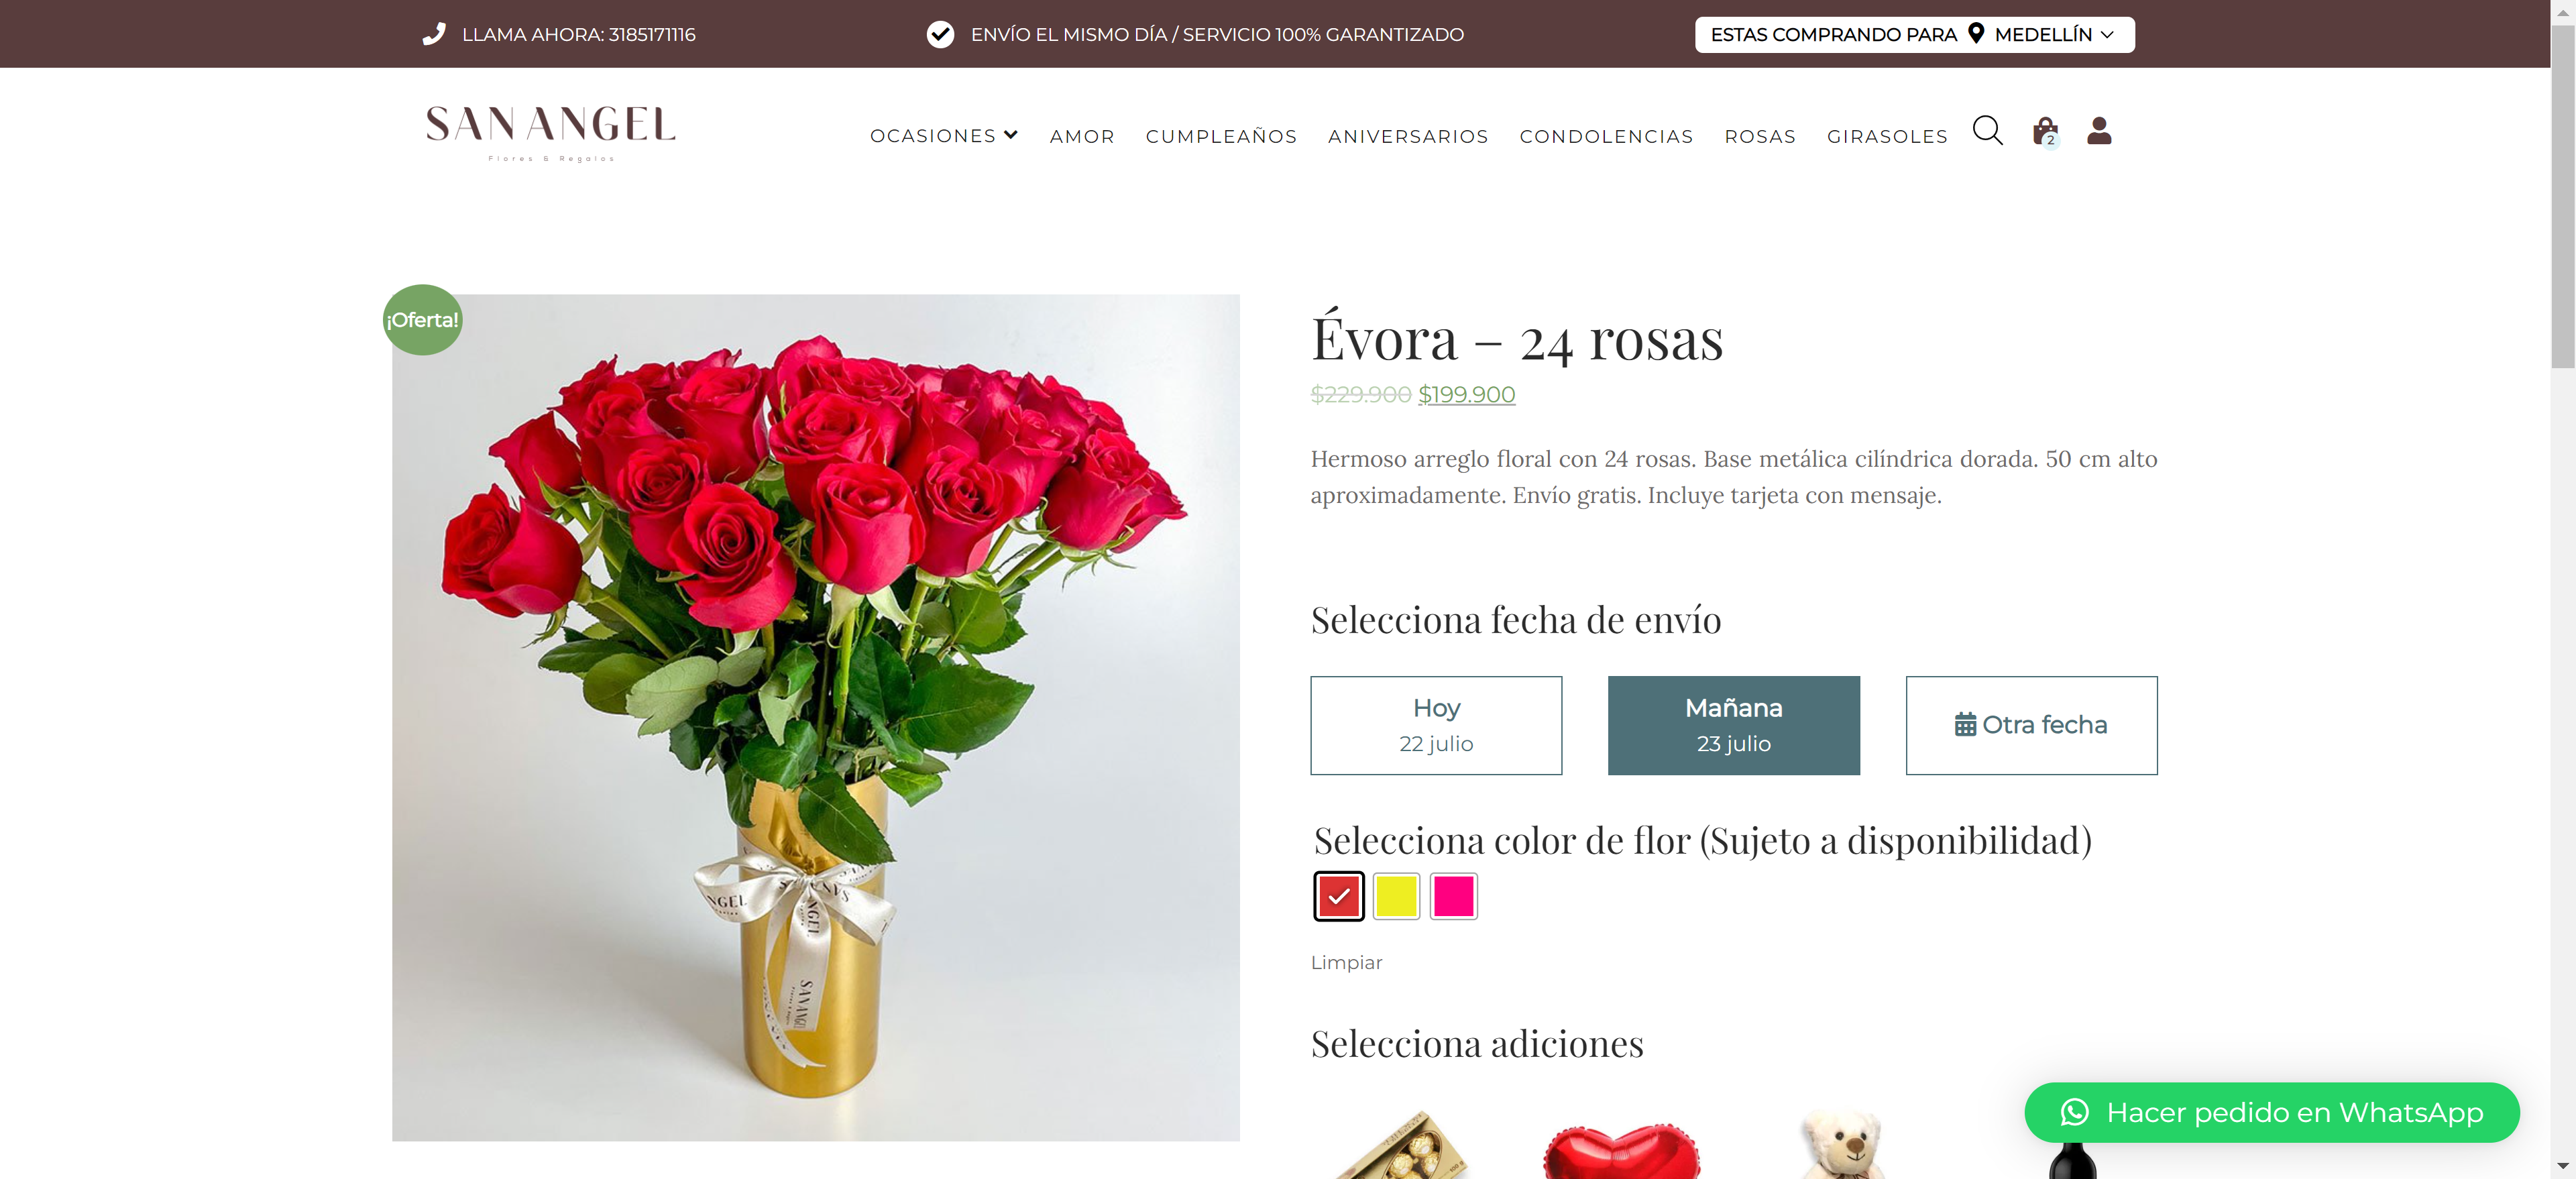 LLAMA AHORA: 3185171116
ENVÍO EL MISMO DÍA / SERVICIO 100% GARANTIZADO
ESTAS COMPRANDO PARA MEDELLÍN
SAN ANGEL
Flores & Regalos
OCASIONES
AMOR
CUMPLEAÑOS
ANIVERSARIOS
CONDOLENCIAS
ROSAS
GIRASOLES
2
¡Oferta!
Évora – 24 rosas
$229.900 $199.900
Hermoso arreglo floral con 24 rosas. Base metálica cilíndrica dorada. 50 cm alto
aproximadamente. Envío gratis. Incluye tarjeta con mensaje.
Selecciona fecha de envío
Hoy
22 julio
Mañana
23 julio
Otra fecha
Selecciona color de flor (Sujeto a disponibilidad)
Limpiar
Selecciona adiciones
Hacer pedido en WhatsApp